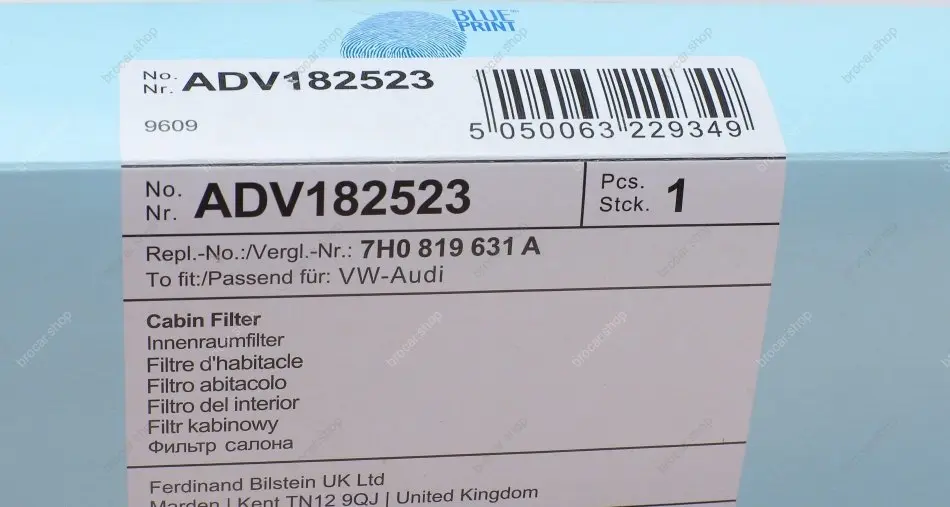 BLUE
PRINT
No. ADV182523
Nr.
9609
5 050063 229349
No. ADV182523
Nr.
Pcs. 1
Stck.
Repl.-No.:/Vergl.-Nr.: 7H0 819 631 A
To fit:/Passend für: VW-Audi
Cabin Filter
Innenraumfilter
Filtre d'habitacle
Filtro abitacolo
Filtro del interior
Filtr kabinowy
Фильтр салона
Ferdinand Bilstein UK Ltd
Marden | Kent TN12 9QJ | United Kingdom
brocar.shop